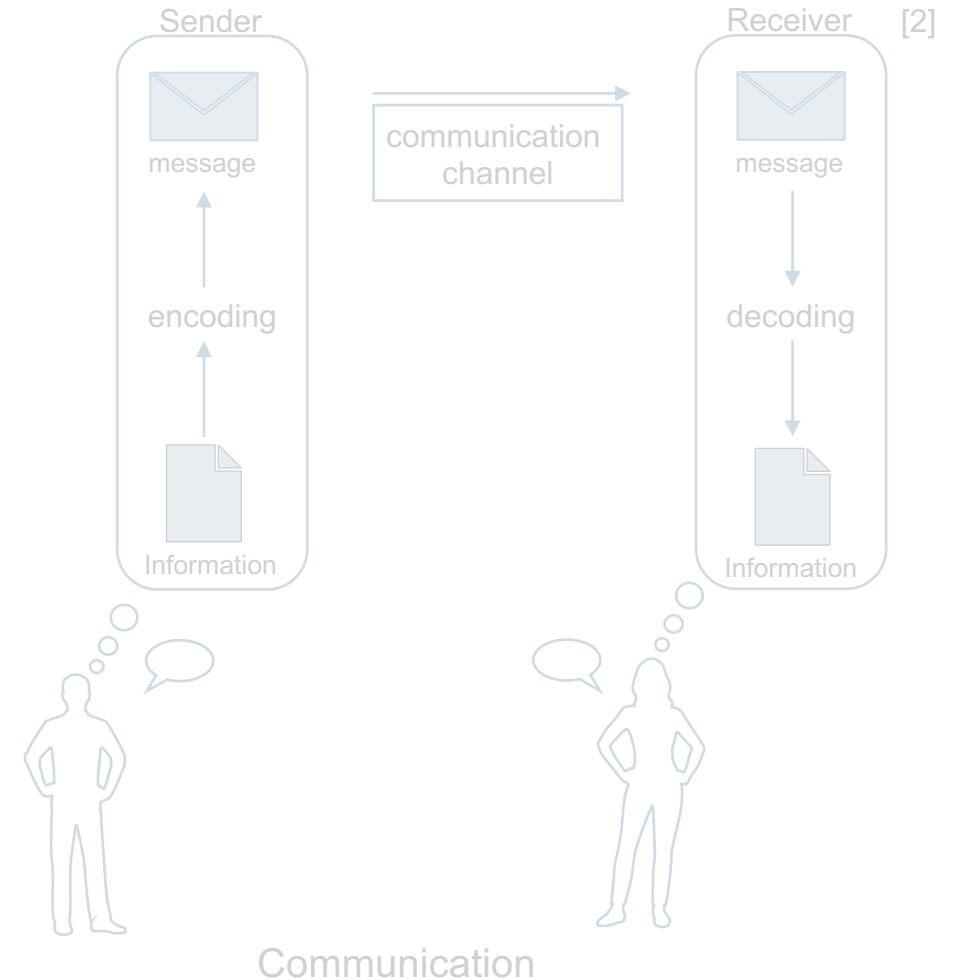 Sender
Receiver [2]
message
communication
channel
message
encoding
decoding
Information
Information
Communication